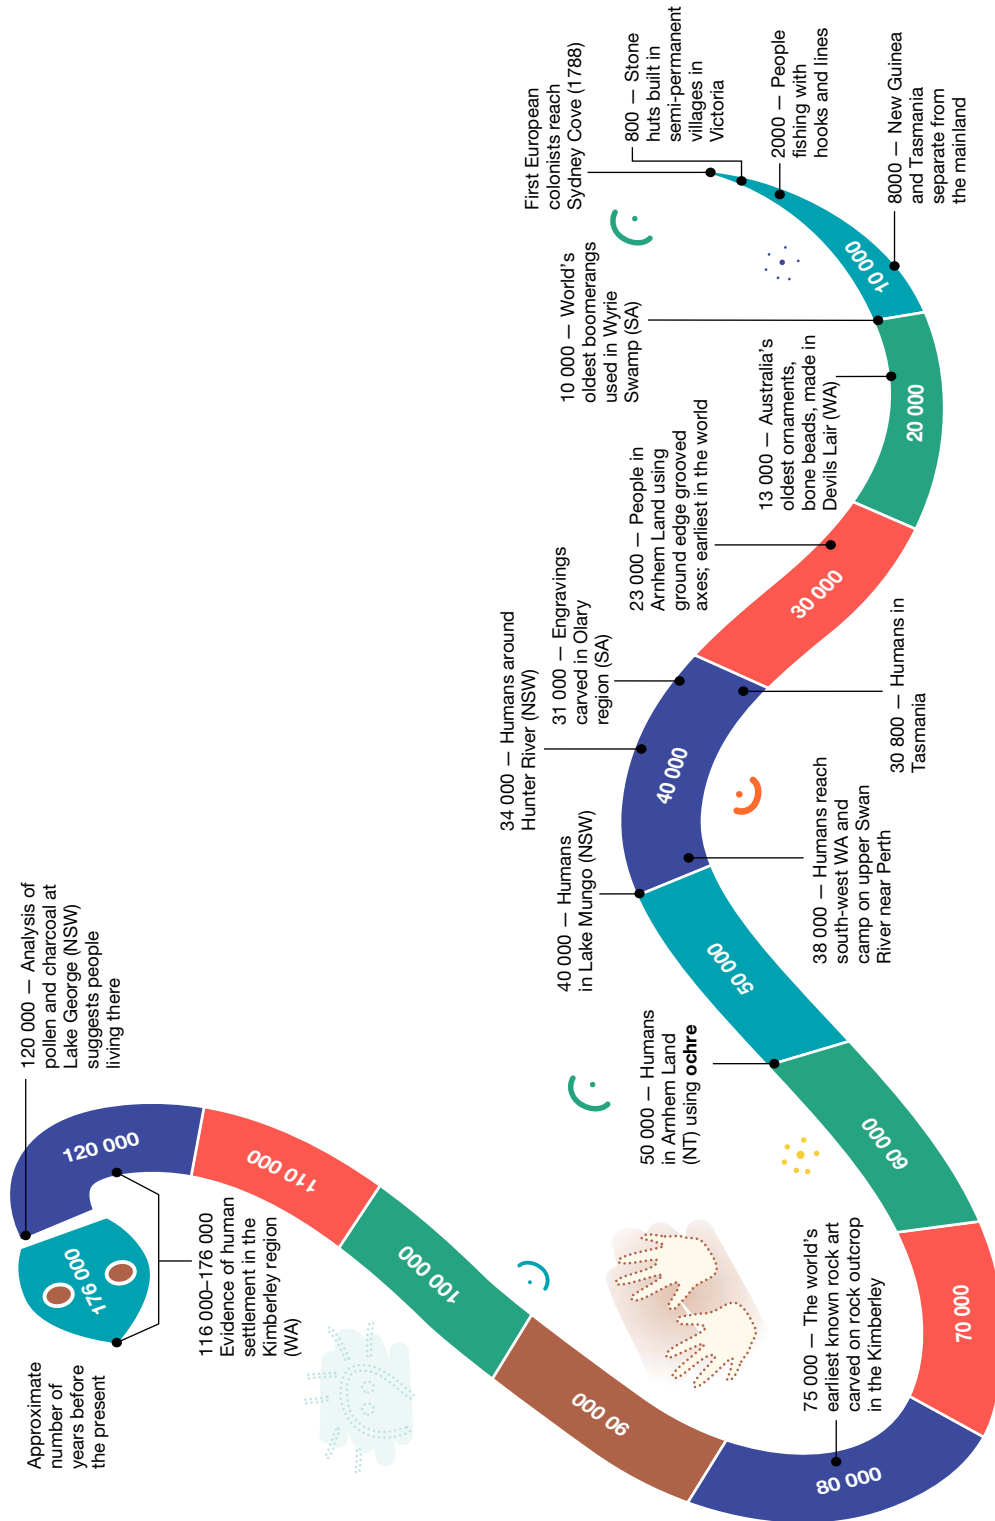 Approximate
number of
years before
the present
176 000
120 000 — Analysis of
pollen and charcoal at
Lake George (NSW)
suggests people
living there
120 000
116 000–176 000
Evidence of human
settlement in the
Kimberley region
(WA)
110 000
100 000
90 000
80 000
75 000 — The world's
earliest known rock art
carved on rock outcrop
in the Kimberley
70 000
60 000
50 000 — Humans
in Arnhem Land
(NT) using ochre
50 000
40 000 — Humans
in Lake Mungo (NSW)
38 000 — Humans reach
south-west WA and
camp on upper Swan
River near Perth
40 000
34 000 — Humans around
Hunter River (NSW)
31 000 — Engravings
carved in Olary
region (SA)
30 800 — Humans in
Tasmania
30 000
23 000 — People in
Arnhem Land using
ground edge grooved
axes; earliest in the world
20 000
13 000 — Australia's
oldest ornaments,
bone beads, made in
Devils Lair (WA)
10 000 — World's
oldest boomerangs
used in Wyrie
Swamp (SA)
10 000
8000 — New Guinea
and Tasmania
separate from
the mainland
2000 — People
fishing with
hooks and lines
800 — Stone
huts built in
semi-permanent
villages in
Victoria
First European
colonists reach
Sydney Cove (1788)